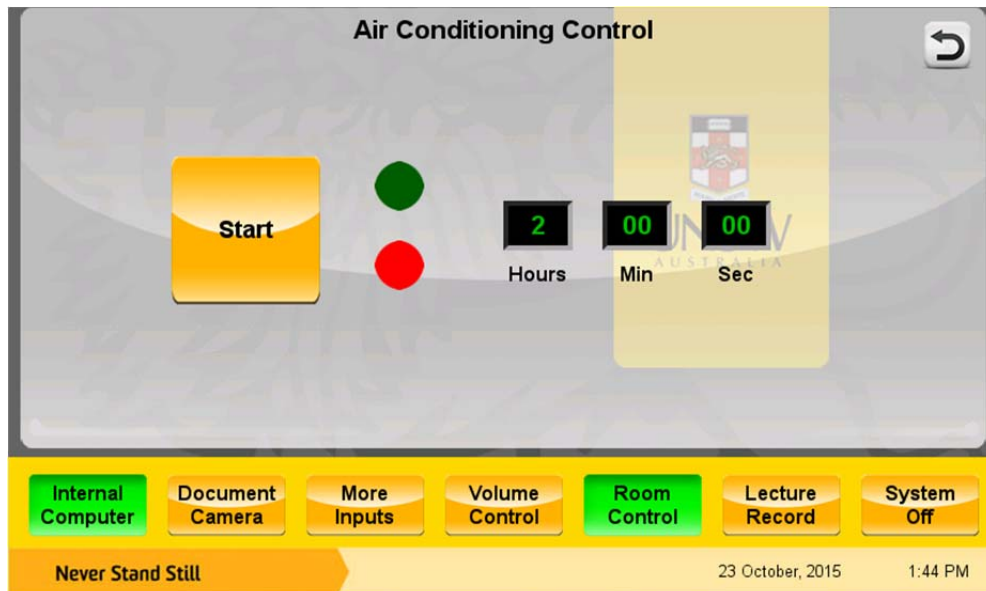 Air Conditioning Control
Start
2 00 00
Hours Min Sec
UNSW
AUSTRALIA
Internal Computer
Document Camera
More Inputs
Volume Control
Room Control
Lecture Record
System Off
Never Stand Still
23 October, 2015
1:44 PM